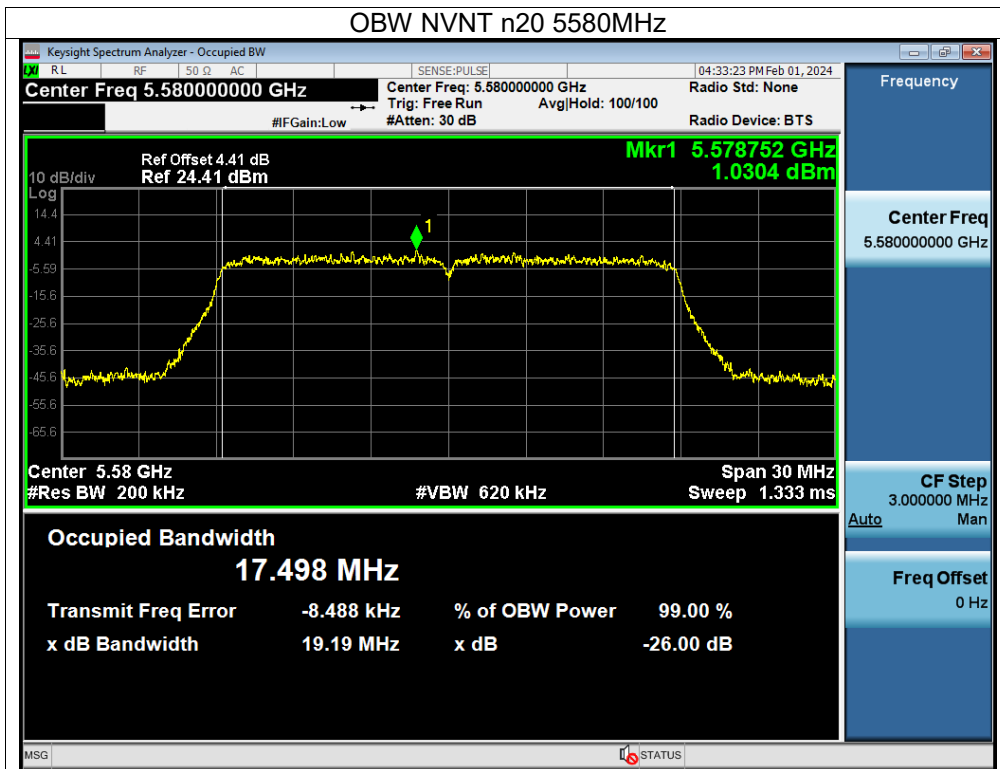 OBW NVNT n20 5580MHz
Keysight Spectrum Analyzer - Occupied BW
LXI RL RF 50 Ω AC SENSE:PULSE 04:33:23 PM Feb 01, 2024
Center Freq 5.580000000 GHz
Center Freq: 5.580000000 GHz
Radio Std: None
Trig: Free Run Avg|Hold: 100/100
#IFGain:Low
#Atten: 30 dB
Radio Device: BTS
Mkr1 5.578752 GHz
1.0304 dBm
Ref Offset 4.41 dB
10 dB/div Ref 24.41 dBm
Log
14.4
4.41
-5.59
-15.6
-25.6
-35.6
-45.6
-55.6
-65.6
1
Center 5.58 GHz Span 30 MHz
#Res BW 200 kHz #VBW 620 kHz Sweep 1.333 ms
Occupied Bandwidth
17.498 MHz
Transmit Freq Error -8.488 kHz % of OBW Power 99.00 %
x dB Bandwidth 19.19 MHz x dB -26.00 dB
Frequency
Center Freq
5.580000000 GHz
CF Step
3.000000 MHz
Auto Man
Freq Offset
0 Hz
MSG STATUS